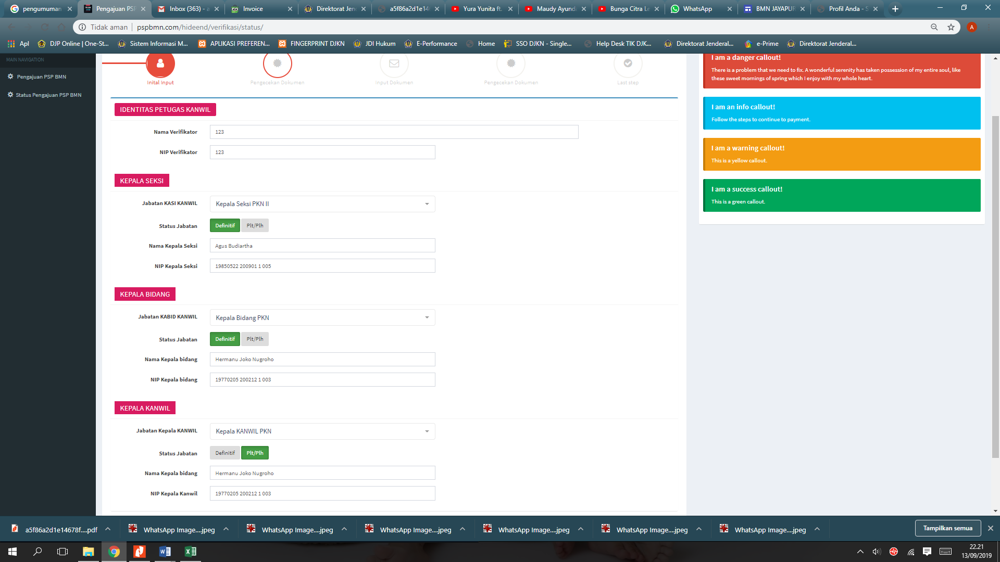 pengumuman
Pengajuan PSP
Inbox (363) - a
Invoice
Direktorat Jen
a5f86a2d1e14
Yura Yunita ft.
Maudy Ayund
Bunga Citra Le
WhatsApp
BMN JAYAPUR
Profil Anda - S
Tidak aman
pspbmn.com/hideend/verifikasi/status/
A
Apl
DJP Online | One-St...
Sistem Informasi M...
APLIKASI PREFEREN...
FINGERPRINT DJKN
JDI Hukum
E-Performance
Home
SSO DJKN - Single...
Help Desk TIK DJK...
Direktorat Jenderal...
e-Prime
Direktorat Jenderal...
MAIN NAVIGATION
Pengajuan PSP BMN
Status Pengajuan PSP BMN
Inital Input
Pengecekan Dokumen
Input Dokumen
Pengecekan Dokumen
Last step
IDENTITAS PETUGAS KANWIL
Nama Verifikator
123
NIP Verifikator
123
KEPALA SEKSI
Jabatan KASI KANWIL
Kepala Seksi PKN II
Status Jabatan
Definitif
Plt/Plh
Nama Kepala Seksi
Agus Budiartha
NIP Kepala Seksi
19850522 200901 1 005
KEPALA BIDANG
Jabatan KABID KANWIL
Kepala Bidang PKN
Status Jabatan
Definitif
Plt/Plh
Nama Kepala bidang
Hermanu Joko Nugroho
NIP Kepala bidang
19770205 200212 1 003
KEPALA KANWIL
Jabatan Kepala KANWIL
Kepala KANWIL PKN
Status Jabatan
Definitif
Plt/Plh
Nama Kepala bidang
Hermanu Joko Nugroho
NIP Kepala Kanwil
19770205 200212 1 003
I am a danger callout!
There is a problem that we need to fix. A wonderful serenity has taken possession of my entire soul, like
these sweet mornings of spring which I enjoy with my whole heart.
I am an info callout!
Follow the steps to continue to payment.
I am a warning callout!
This is a yellow callout.
I am a success callout!
This is a green callout.
a5f86a2d1e14678f....pdf
WhatsApp Image....jpeg
WhatsApp Image....jpeg
WhatsApp Image....jpeg
WhatsApp Image....jpeg
WhatsApp Image....jpeg
WhatsApp Image....jpeg
Tampilkan semua
22.21
13/09/2019